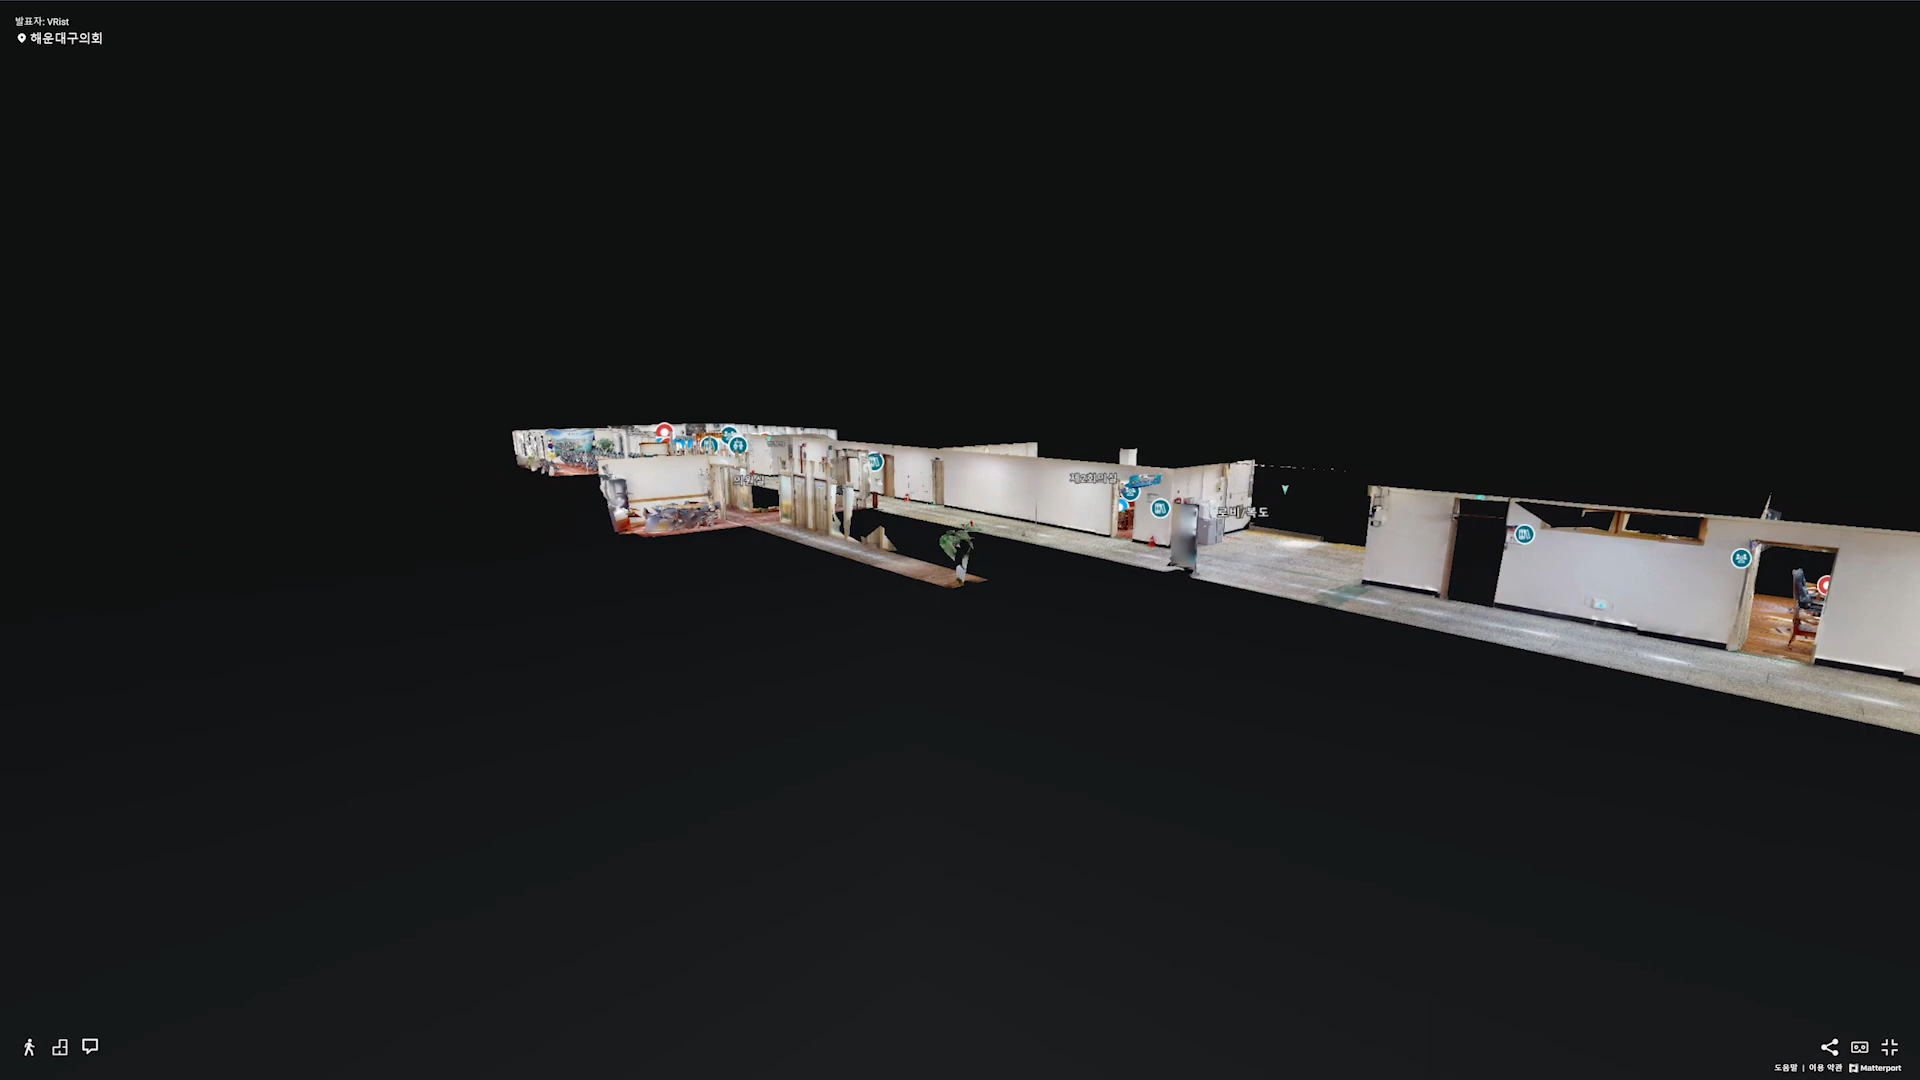 발표자: VRist
해운대구의회
의원실
제2회의실
로비/복도
도움말 | 이용 약관 Matterport